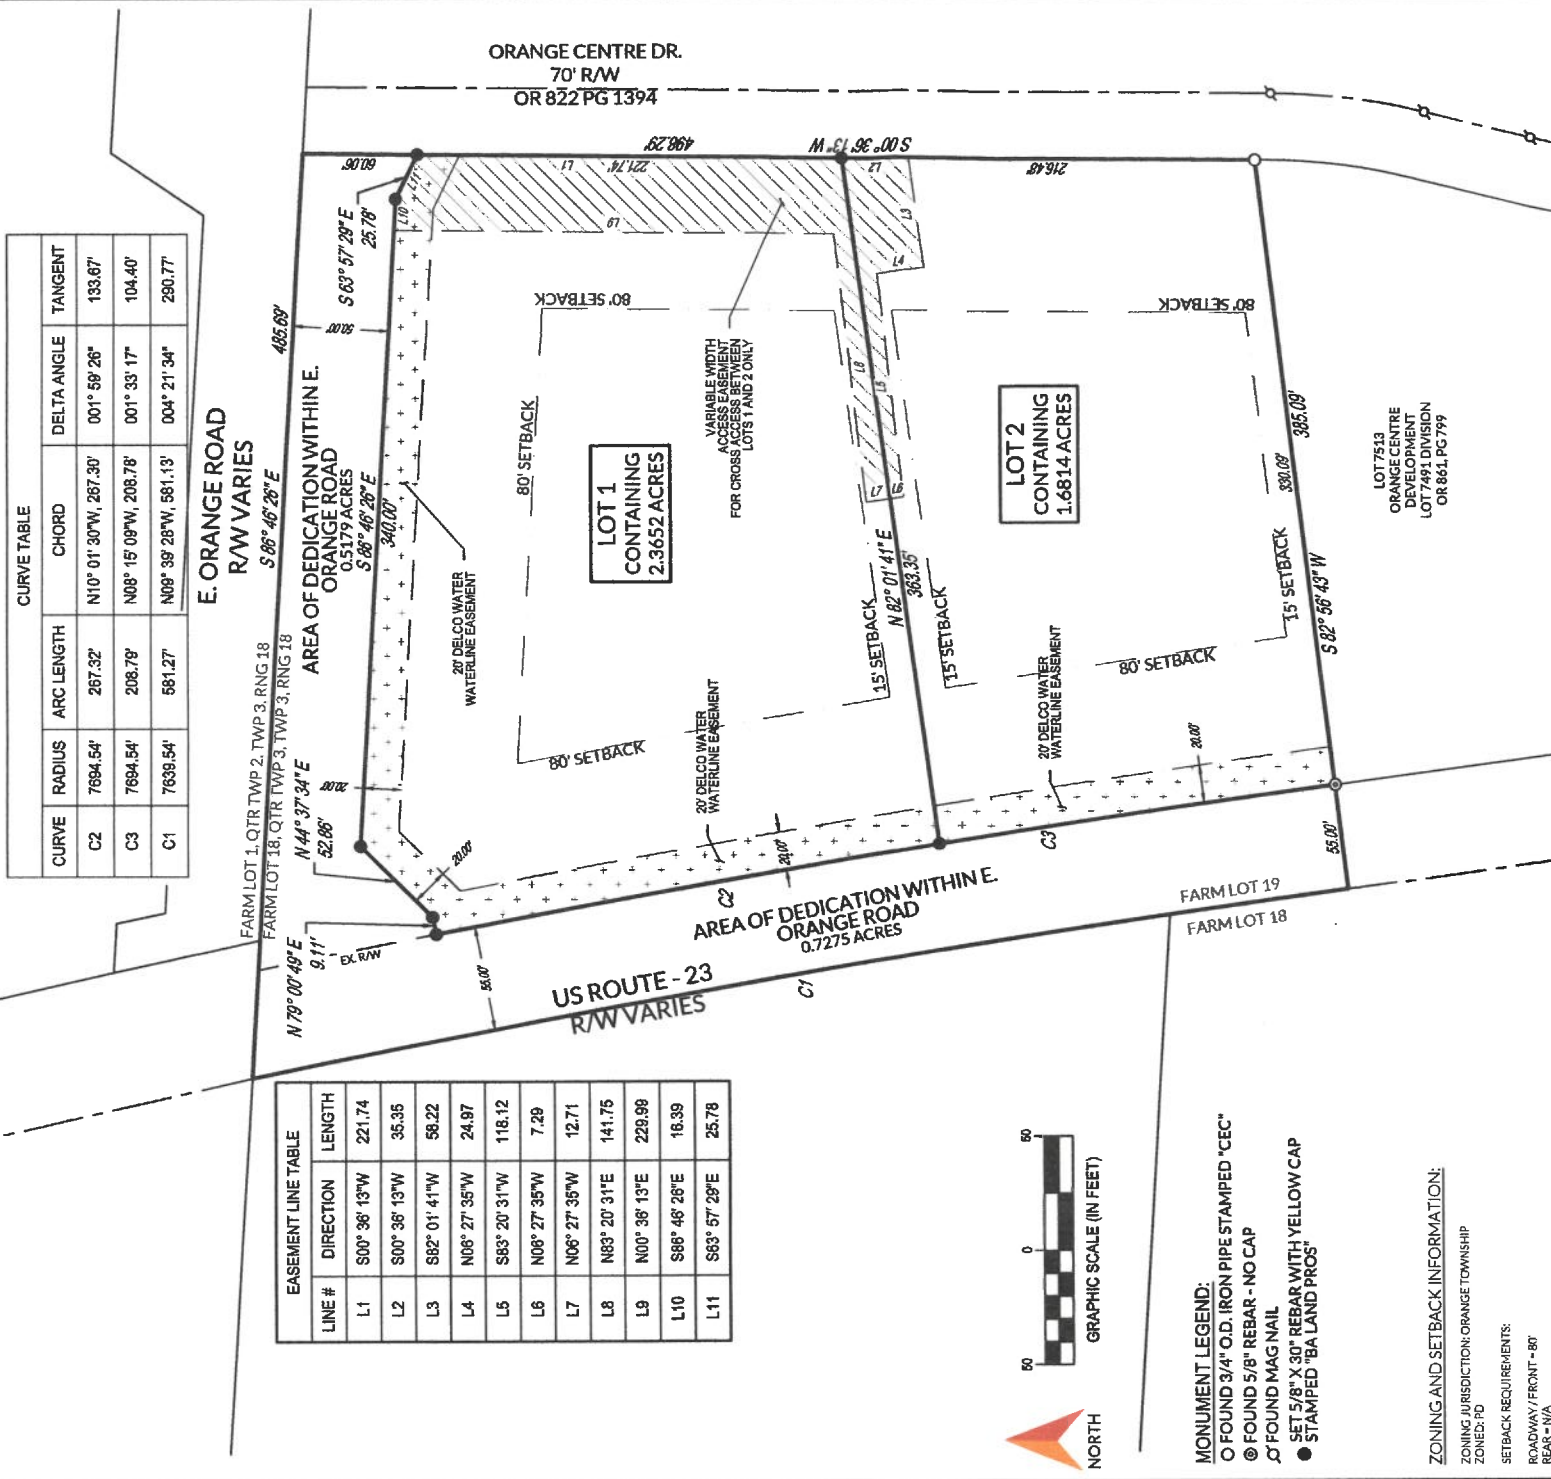 CURVE TABLE
CURVE RADIUS ARC LENGTH CHORD DELTA ANGLE TANGENT
C2 7694.54' 267.32' N10° 01' 30"W, 267.30' 001° 59' 26" 133.67'
C3 7694.54' 208.79' N08° 15' 09"W, 208.78' 001° 33' 17" 104.40'
C1 7639.54' 581.27' N09° 39' 28"W, 581.13' 004° 21' 34" 290.77'
E. ORANGE ROAD
R/W VARIES
S 86° 46' 26" E
485.69'
FARM LOT 1, QTR TWP 2, TWP 3, RNG 18
FARM LOT 18, QTR TWP 3, TWP 3, RNG 18
AREA OF DEDICATION WITHIN E.
ORANGE ROAD
0.5179 ACRES
S 86° 46' 26" E
340.00'
50.00'
S 63° 57' 29" E
25.78'
60.06'
ORANGE CENTRE DR.
70' R/W
OR 822 PG 1394
498.29'
S 00° 36' 13" W
L1
221.74'
L2
216.48'
L3
L4
L5
L6
L7
L8
L9
L10
L11
N 44° 37' 34" E
52.86'
20.00'
20.00'
N 79° 00' 49" E
9.11'
EX. R/W
20' DELCO WATER
WATERLINE EASEMENT
80' SETBACK
80' SETBACK
80' SETBACK
LOT 1
CONTAINING
2.3652 ACRES
VARIABLE WIDTH
ACCESS EASEMENT
FOR CROSS ACCESS BETWEEN
LOTS 1 AND 2 ONLY
15' SETBACK
N 82° 01' 41" E
363.35'
15' SETBACK
20' DELCO WATER
WATERLINE EASEMENT
20.00'
C2
LOT 2
CONTAINING
1.6814 ACRES
80' SETBACK
80' SETBACK
15' SETBACK
20' DELCO WATER
WATERLINE EASEMENT
20.00'
C3
330.09'
385.09'
S 82° 56' 43" W
55.00'
LOT 7513
ORANGE CENTRE
DEVELOPMENT
LOT 7491 DIVISION
OR 861, PG 799
AREA OF DEDICATION WITHIN E.
ORANGE ROAD
0.7275 ACRES
55.00'
US ROUTE - 23
R/W VARIES
C1
FARM LOT 19
FARM LOT 18
EASEMENT LINE TABLE
LINE # DIRECTION LENGTH
L1 S00° 36' 13"W 221.74
L2 S00° 36' 13"W 35.35
L3 S82° 01' 41"W 58.22
L4 N06° 27' 35"W 24.97
L5 S83° 20' 31"W 118.12
L6 N06° 27' 35"W 7.29
L7 N06° 27' 35"W 12.71
L8 N83° 20' 31"E 141.75
L9 N00° 36' 13"E 229.99
L10 S86° 46' 26"E 16.39
L11 S63° 57' 29"E 25.78
50 0 50
GRAPHIC SCALE (IN FEET)
NORTH
MONUMENT LEGEND:
FOUND 3/4" O.D. IRON PIPE STAMPED "CEC"
FOUND 5/8" REBAR - NO CAP
FOUND MAG NAIL
SET 5/8" X 30" REBAR WITH YELLOW CAP
STAMPED "BA LAND PROS"
ZONING AND SETBACK INFORMATION:
ZONING JURISDICTION: ORANGE TOWNSHIP
ZONED: PD
SETBACK REQUIREMENTS:
ROADWAY / FRONT = 80'
REAR = N/A